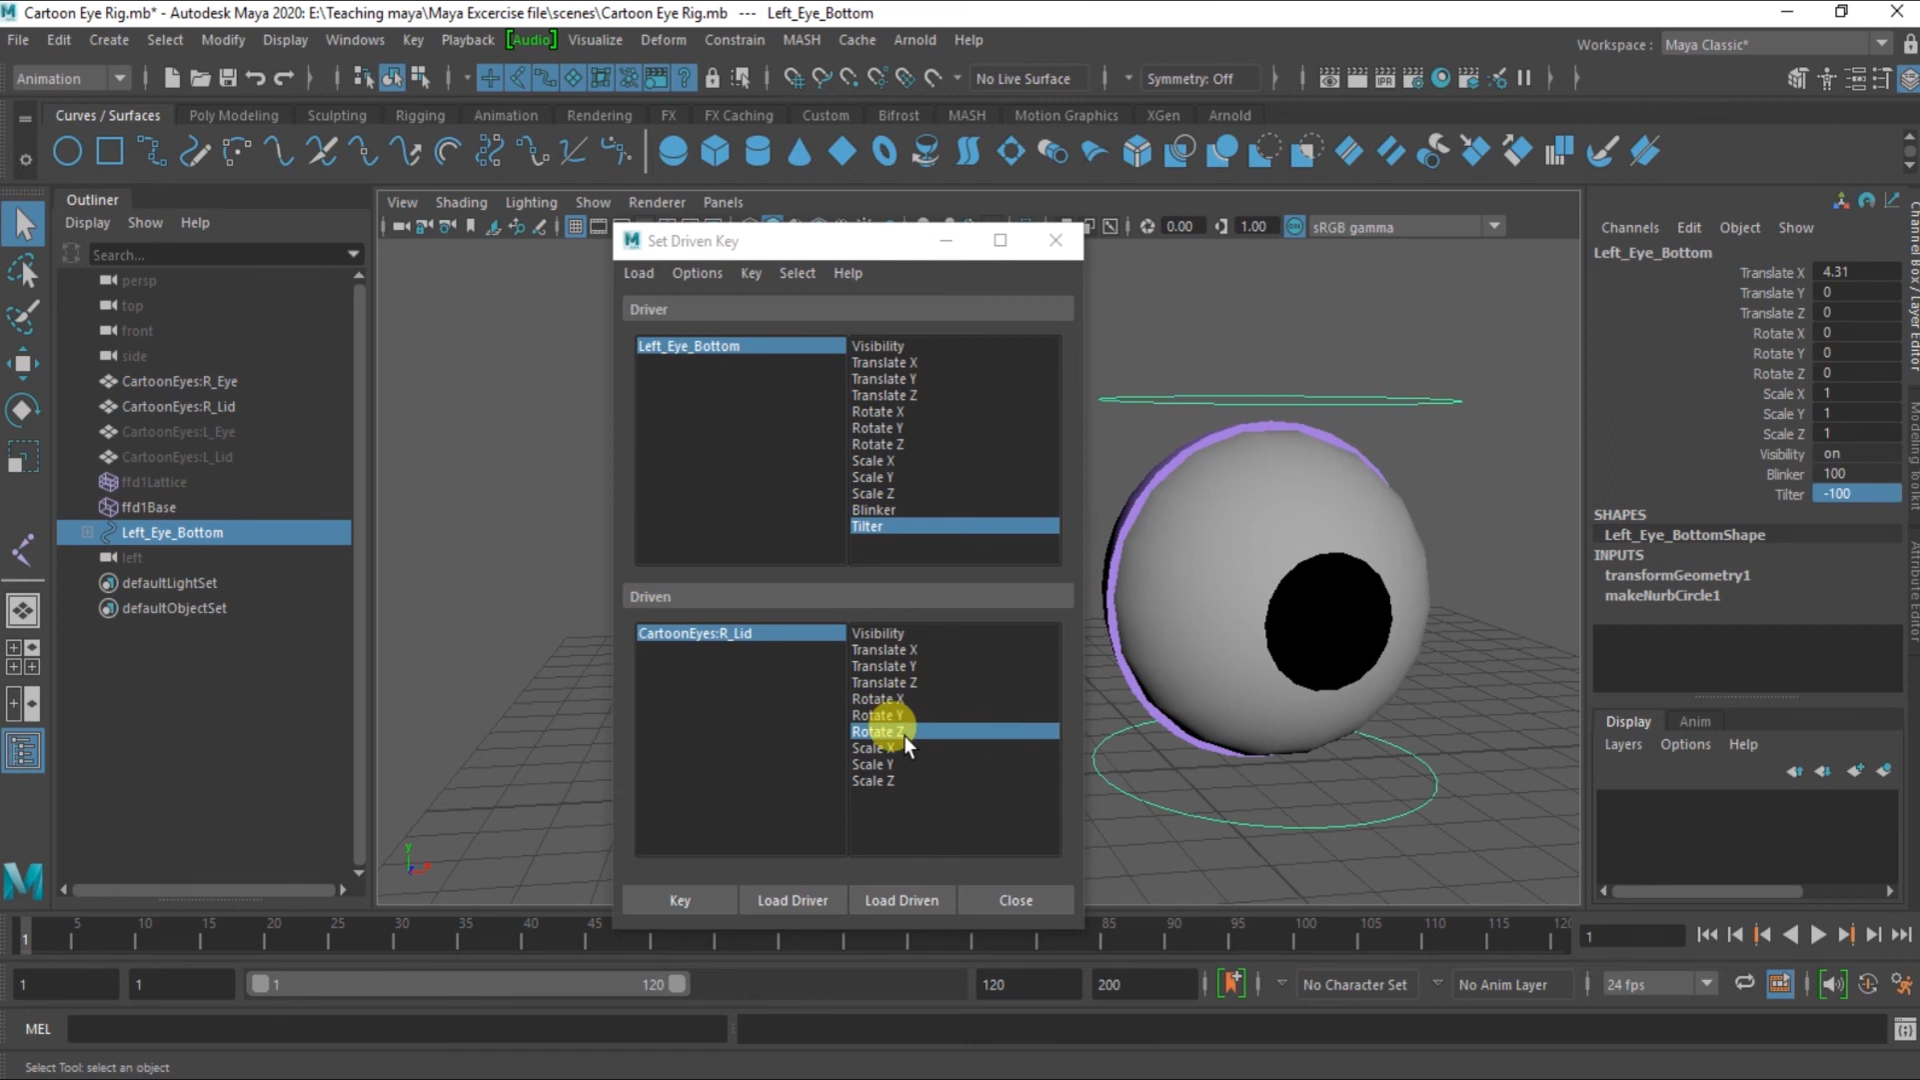 Cartoon Eye Rig.mb* - Autodesk Maya 2020: E:\Teaching maya\Maya Excercise file\scenes\Cartoon Eye Rig.mb --- Left_Eye_Bottom
File Edit Create Select Modify Display Windows Key Playback [Audio] Visualize Deform Constrain MASH Cache Arnold Help
Workspace : Maya Classic*
Animation No Live Surface Symmetry: Off
Curves / Surfaces Poly Modeling Sculpting Rigging Animation Rendering FX FX Caching Custom Bifrost MASH Motion Graphics XGen Arnold
Outliner
Display Show Help
Search...
persp
top
front
side
CartoonEyes:R_Eye
CartoonEyes:R_Lid
CartoonEyes:L_Eye
CartoonEyes:L_Lid
ffd1Lattice
ffd1Base
Left_Eye_Bottom
left
defaultLightSet
defaultObjectSet
View Shading Lighting Show Renderer Panels
0.00 1.00 sRGB gamma
Set Driven Key
Load Options Key Select Help
Driver
Left_Eye_Bottom
Visibility
Translate X
Translate Y
Translate Z
Rotate X
Rotate Y
Rotate Z
Scale X
Scale Y
Scale Z
Blinker
Tilter
Driven
CartoonEyes:R_Lid
Visibility
Translate X
Translate Y
Translate Z
Rotate X
Rotate Y
Rotate Z
Scale X
Scale Y
Scale Z
Key Load Driver Load Driven Close
y
Channels Edit Object Show
Left_Eye_Bottom
Translate X 4.31
Translate Y 0
Translate Z 0
Rotate X 0
Rotate Y 0
Rotate Z 0
Scale X 1
Scale Y 1
Scale Z 1
Visibility on
Blinker 100
Tilter -100
SHAPES
Left_Eye_BottomShape
INPUTS
transformGeometry1
makeNurbCircle1
Channel Box / Layer Editor
Modeling Toolkit
Attribute Editor
Display Anim
Layers Options Help
1 5 10 15 20 25 30 35 40 45 85 90 95 100 105 110 115 120 1
1 1 1 120 120 200 No Character Set No Anim Layer 24 fps
MEL
Select Tool: select an object